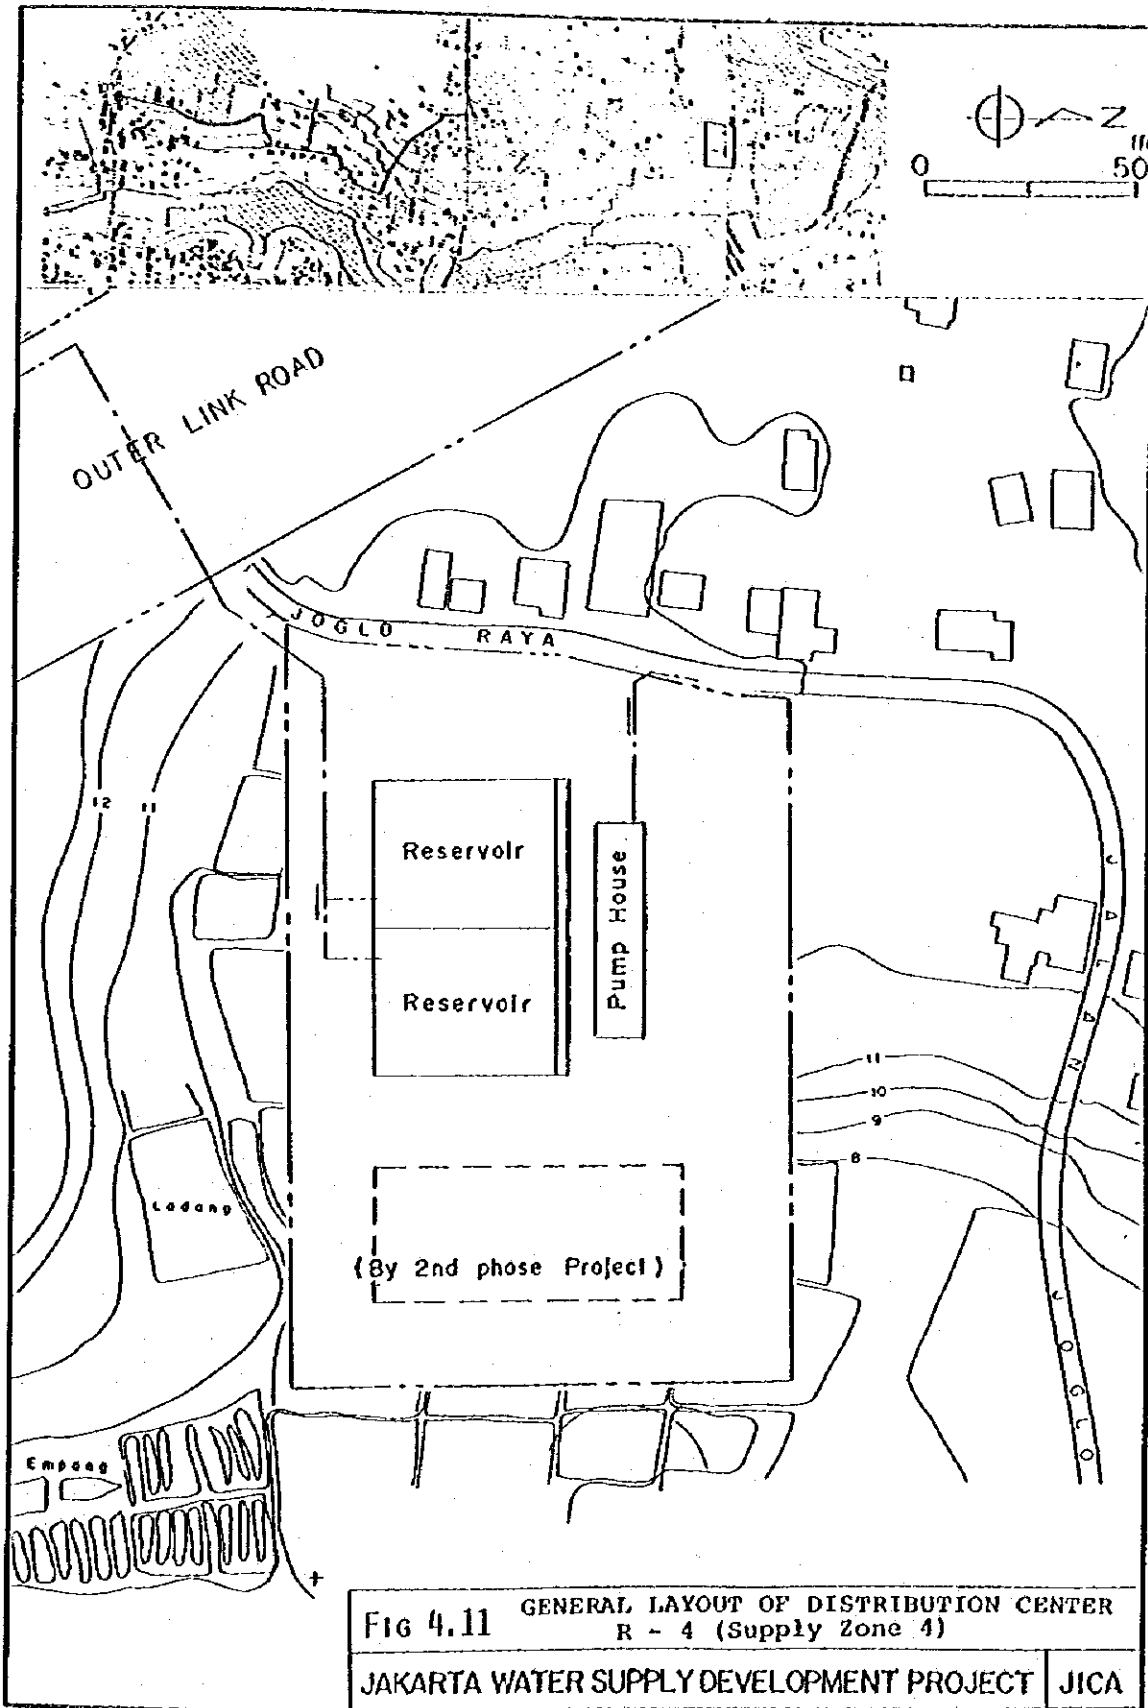 Z
m
0 50
OUTER LINK ROAD
JOGLO RAYA
12 11
Reservoir
Pump House
Reservoir
JALAN JOGLO
11
10
9
8
Ladang
(By 2nd phase Project)
Empang
FIG 4.11 GENERAL LAYOUT OF DISTRIBUTION CENTER
R - 4 (Supply Zone 4)
JAKARTA WATER SUPPLY DEVELOPMENT PROJECT JICA